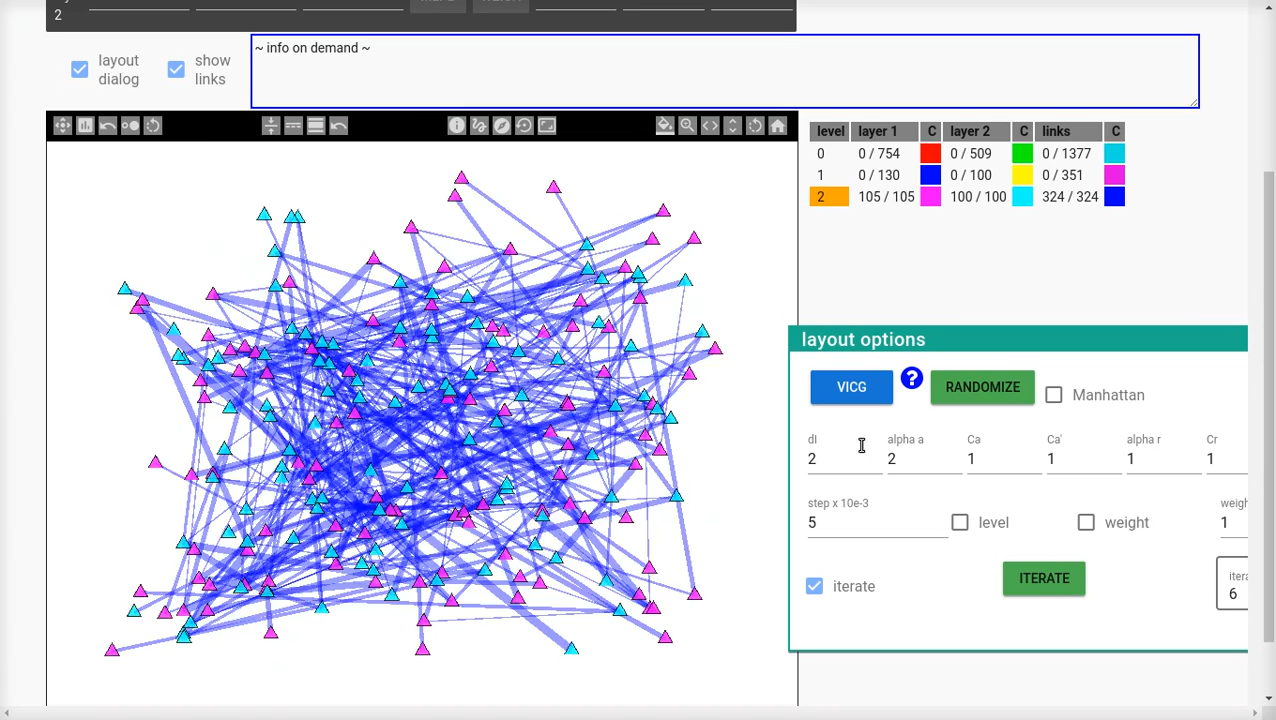 2
layout dialog
show links
~ info on demand ~
level layer 1 C layer 2 C links C
0 0 / 754 0 / 509 0 / 1377
1 0 / 130 0 / 100 0 / 351
2 105 / 105 100 / 100 324 / 324
layout options
VICG ? RANDOMIZE Manhattan
dI alpha a Ca Ca' alpha r Cr
2 2 1 1 1 1
step x 10e-3 weigh
5 level weight 1
iterate ITERATE itera
6